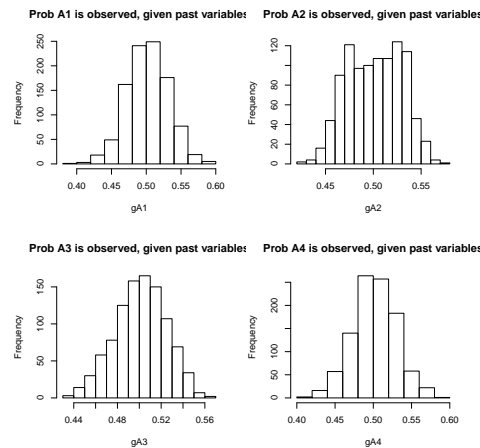 Prob A1 is observed, given past variables
Prob A2 is observed, given past variables
Frequency
0 50 100 150 200 250
0.40 0.45 0.50 0.55 0.60
gA1
Frequency
0 20 40 60 80 120
0.45 0.50 0.55
gA2
Prob A3 is observed, given past variables
Prob A4 is observed, given past variables
Frequency
0 50 100 150
0.44 0.48 0.52 0.56
gA3
Frequency
0 50 100 200
0.40 0.45 0.50 0.55 0.60
gA4